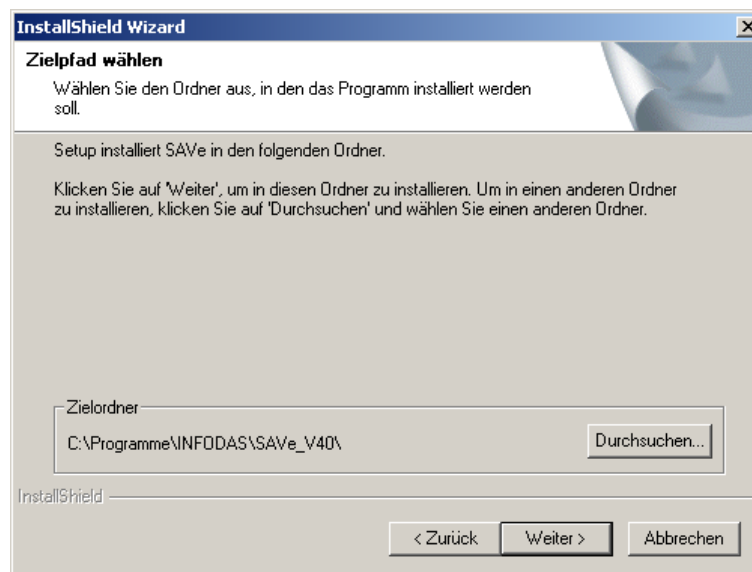 InstallShield Wizard
Zielpfad wählen
Wählen Sie den Ordner aus, in den das Programm installiert werden
soll.
Setup installiert SAVe in den folgenden Ordner.
Klicken Sie auf 'Weiter', um in diesen Ordner zu installieren. Um in einen anderen Ordner
zu installieren, klicken Sie auf 'Durchsuchen' und wählen Sie einen anderen Ordner.
Zielordner
C:\Programme\INFODAS\SAVe_V40\
Durchsuchen...
InstallShield
< Zurück
Weiter >
Abbrechen